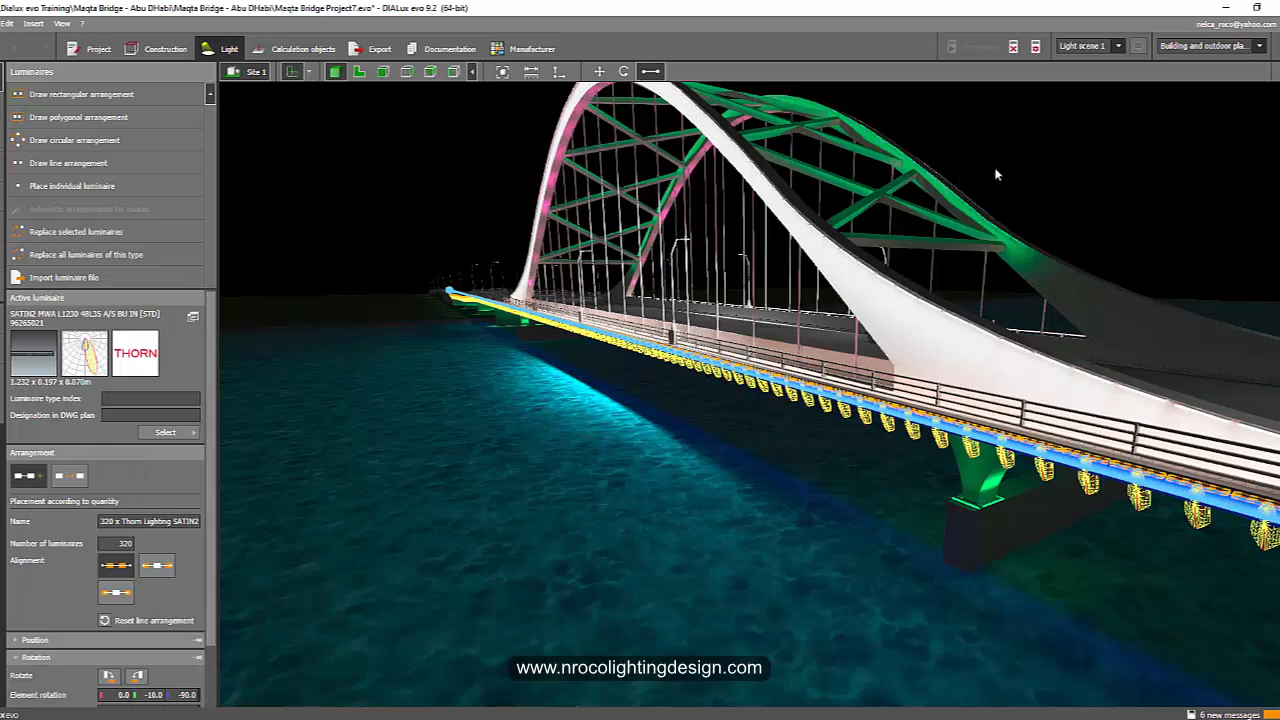 Dialux evo Training\Maqta Bridge - Abu DHabi\Maqta Bridge - Abu DHabi\Maqta Bridge Project7.evo* - DIALux evo 9.2 (64-bit)
Edit Insert View ?
nelca_roco@yahoo.com
Project Construction Light Calculation objects Export Documentation Manufacturer
Light scene 1
Building and outdoor pla...
Luminaires
Site 1
Draw rectangular arrangement
Draw polygonal arrangement
Draw circular arrangement
Draw line arrangement
Place individual luminaire
Automatic arrangements for spaces
Replace selected luminaires
Replace all luminaires of this type
Import luminaire file
Active luminaire
SATIN2 MWA L1230 48L35 A/S BU IN [STD]
96265021
THORN
1.232 x 0.197 x 0.070m
Luminaire type index
Designation in DWG plan
Select
Arrangement
Placement according to quantity
Name 320 x Thorn Lighting SATIN2
Number of luminaires 320
Alignment
Reset line arrangement
Position
Rotation
Rotate
Element rotation 0.0 -10.0 -90.0
www.nrocolightingdesign.com
6 new messages